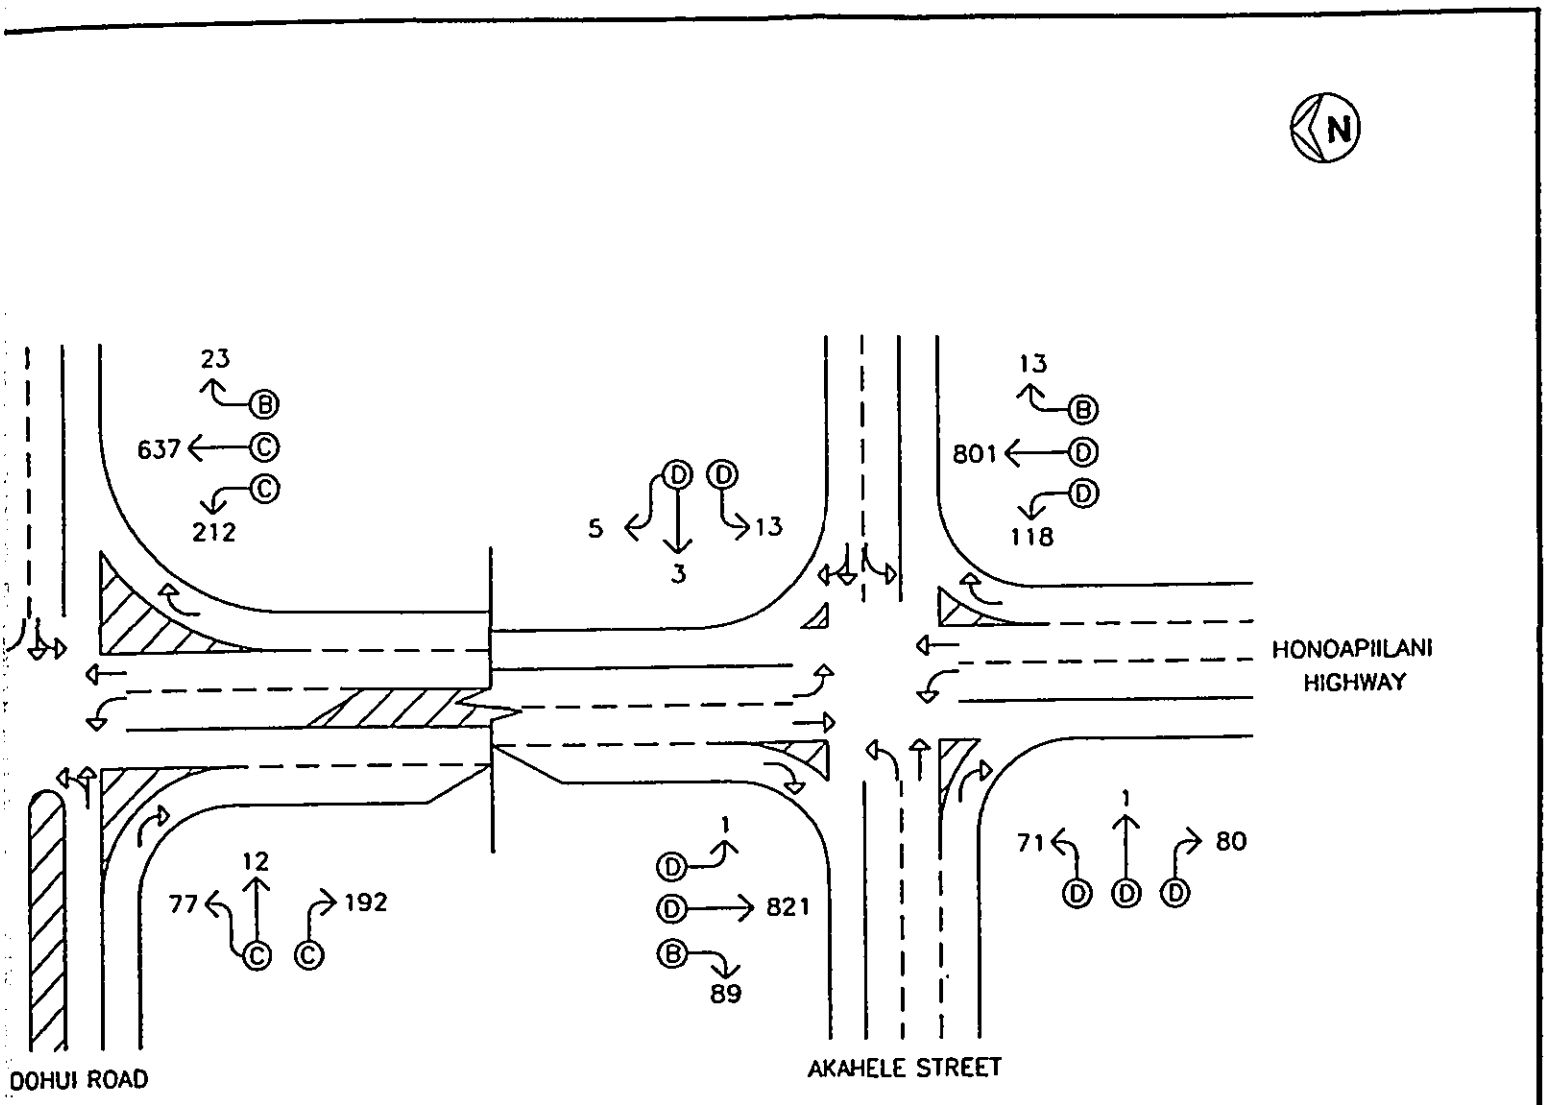 N
23
B
637 C
C
212
13
B
801 D
D
118
D D
5 13
3
HONOAPIILANI
HIGHWAY
12
77 192
C C
1
D
D 821
B
89
1
71 80
D D D
OOHUI ROAD
AKAHELE STREET